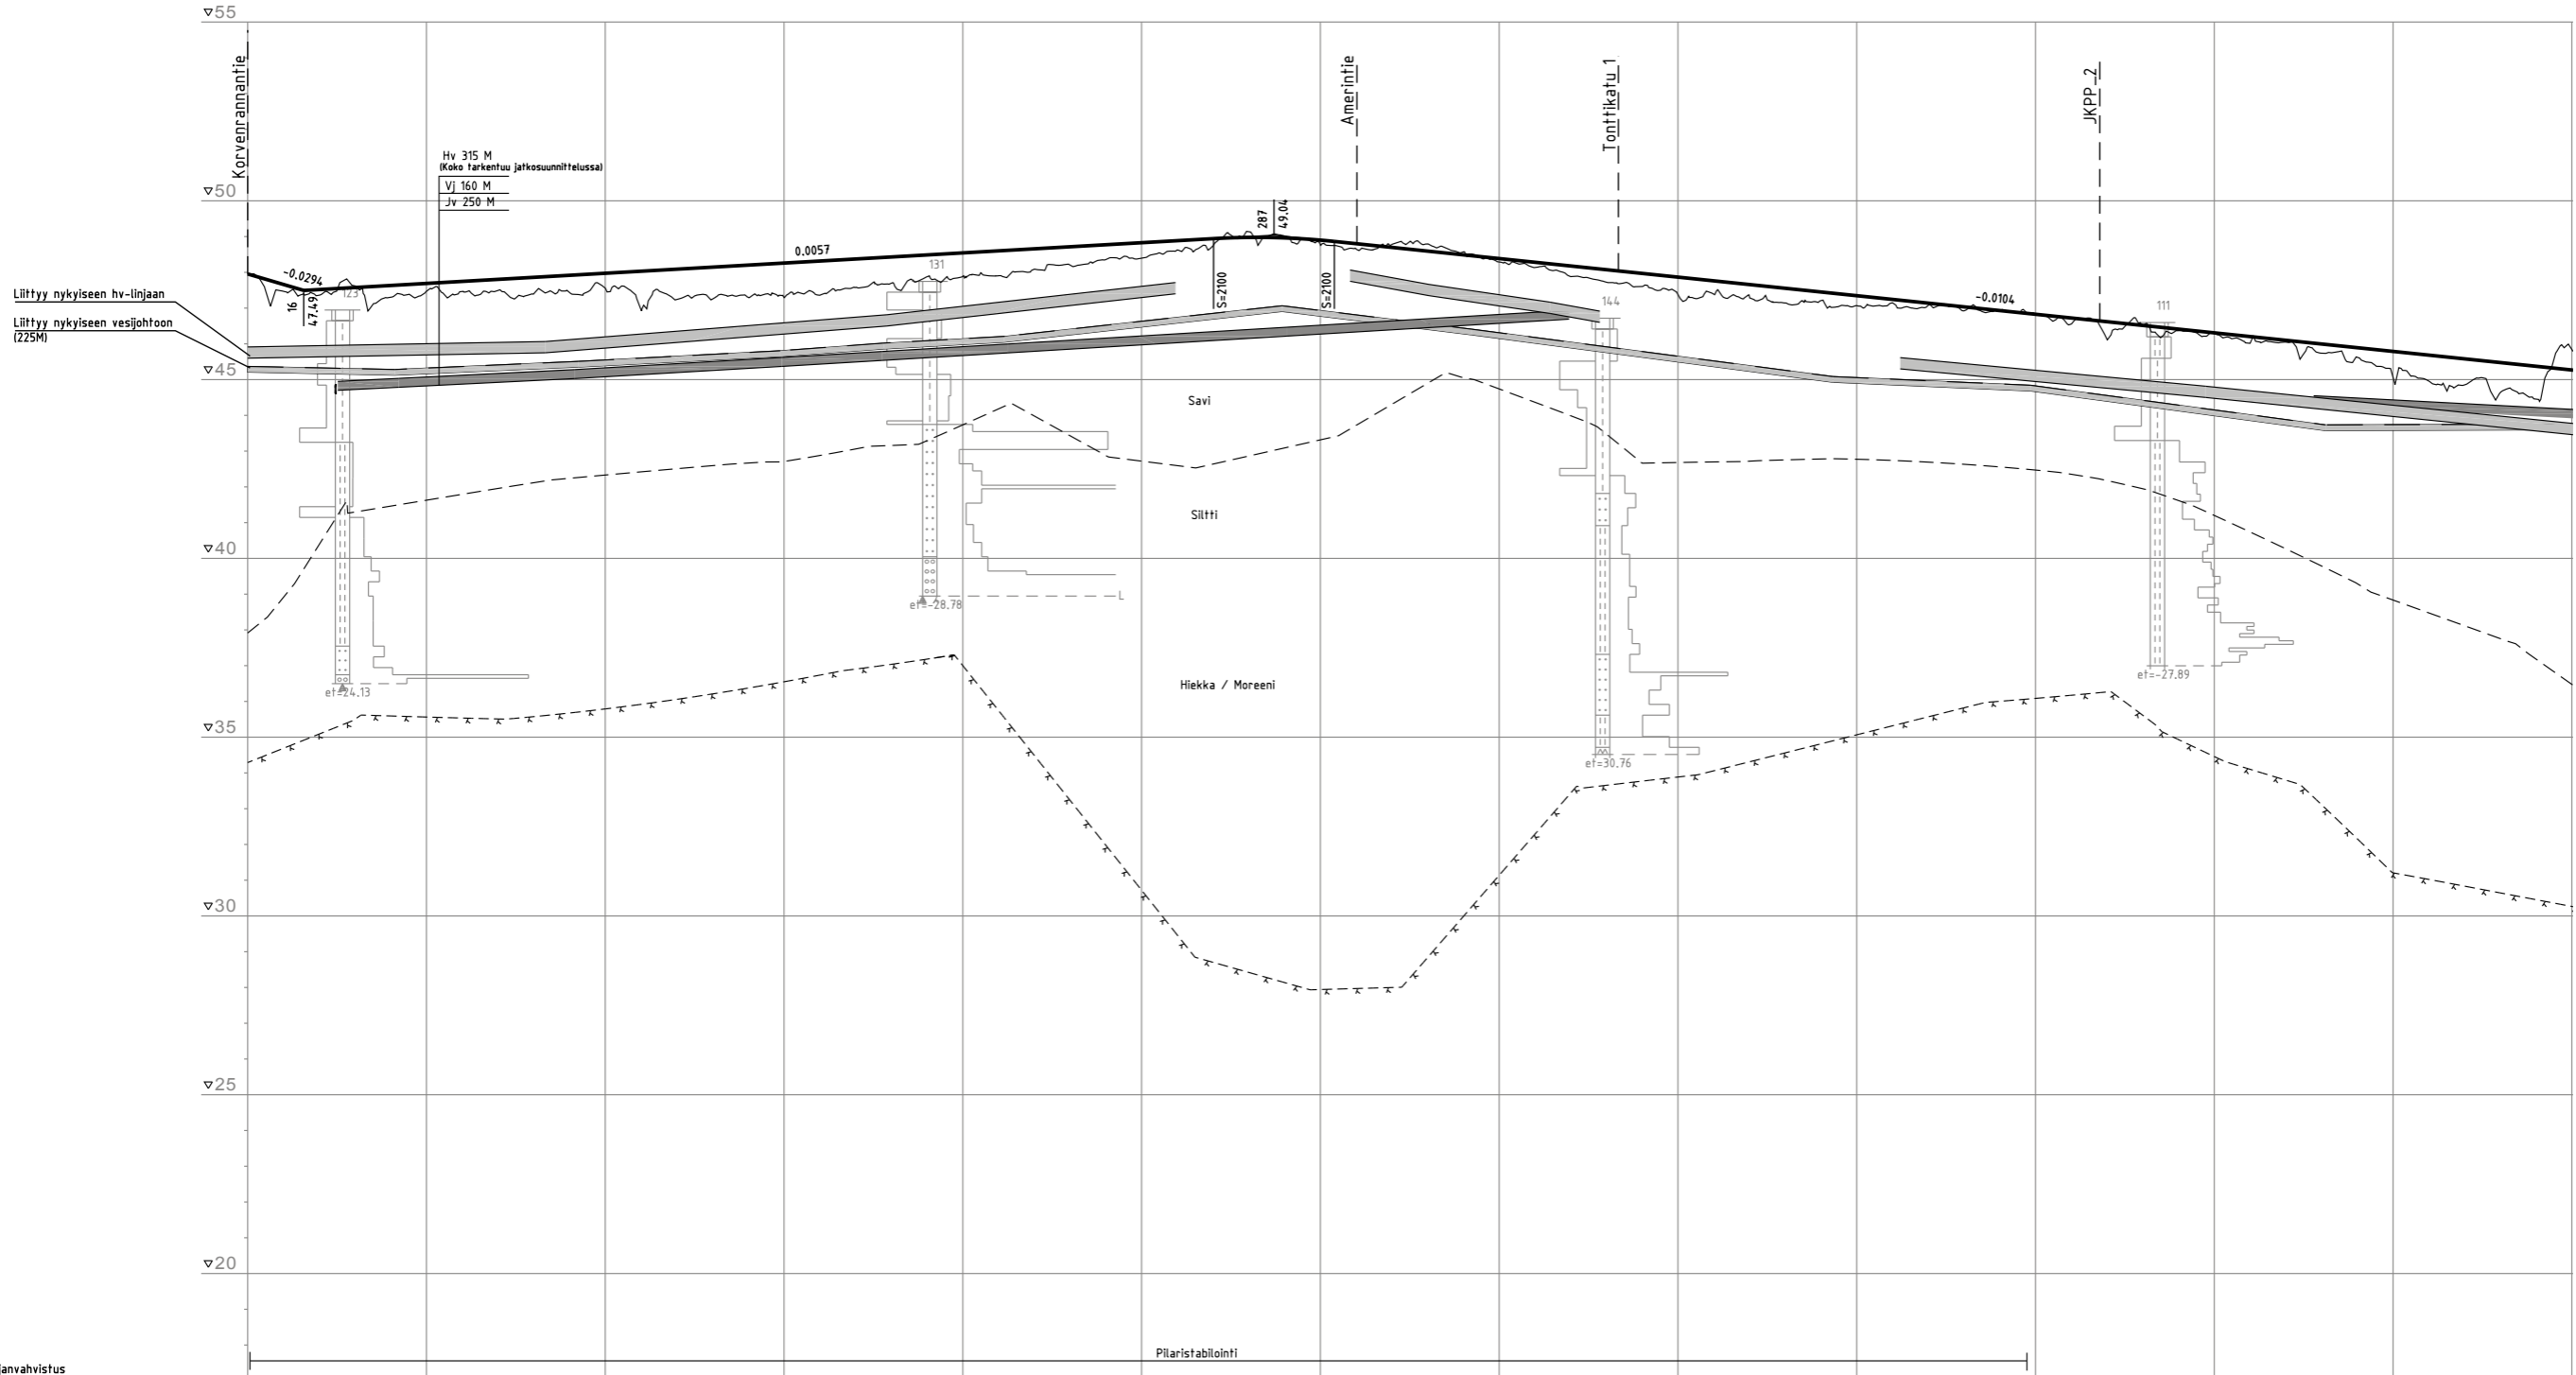 55
Korvenrannantie
Amerintie
Tonttikatu 1
JKPP 2
Hv 315 M
(Koko tarkentuu jatkosuunnittelussa)
Vj 160 M
Jv 250 M
50
287
49.04
0.0057
-0.0294
131
S=2100
S=2100
Liittyy nykyiseen hv-linjaan
16
47.49
123
144
-0.0104
111
Liittyy nykyiseen vesijohtoon
(225M)
45
Savi
Siltti
40
L
et=-28.78
et=24.13
Hiekka / Moreeni
et=-27.89
35
et=30.76
30
25
20
Pilaristabilointi
janvahvistus